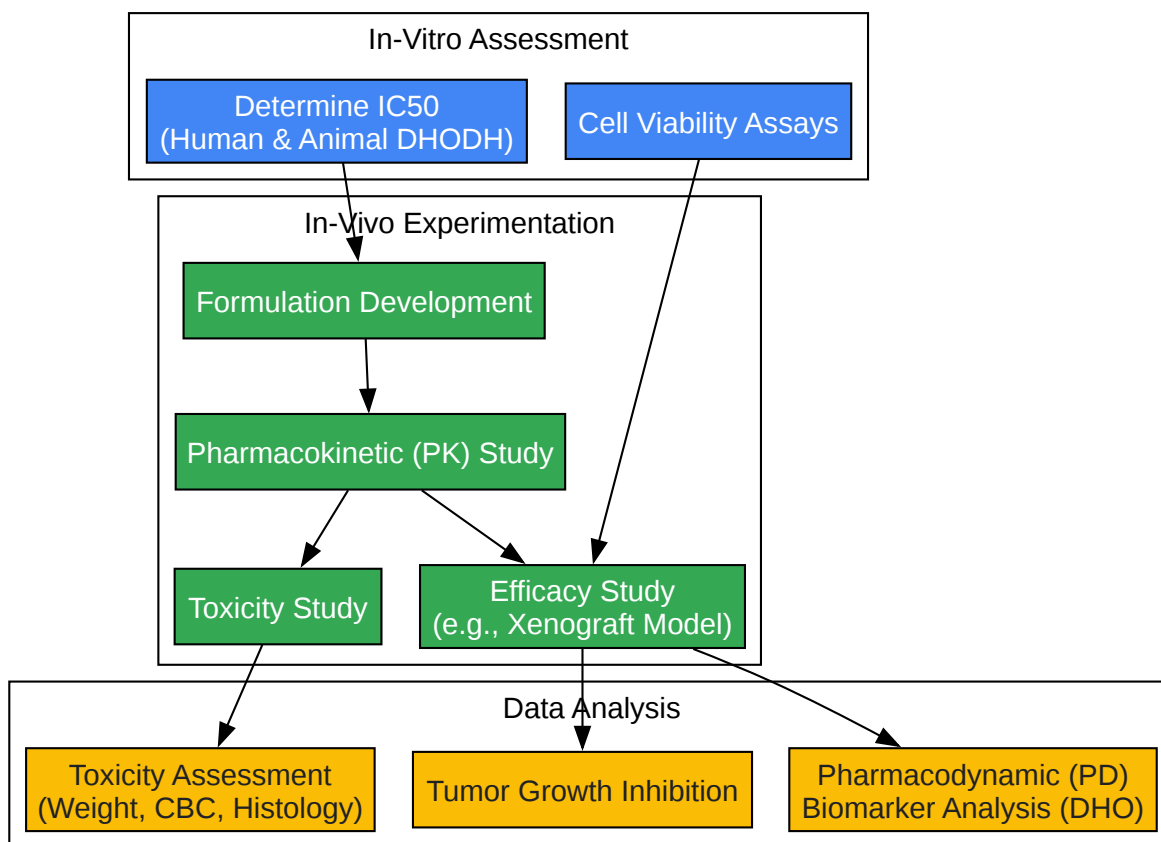 In-Vitro Assessment
Determine IC50
(Human & Animal DHODH)
Cell Viability Assays
In-Vivo Experimentation
Formulation Development
Pharmacokinetic (PK) Study
Toxicity Study
Efficacy Study
(e.g., Xenograft Model)
Data Analysis
Toxicity Assessment
(Weight, CBC, Histology)
Tumor Growth Inhibition
Pharmacodynamic (PD)
Biomarker Analysis (DHO)